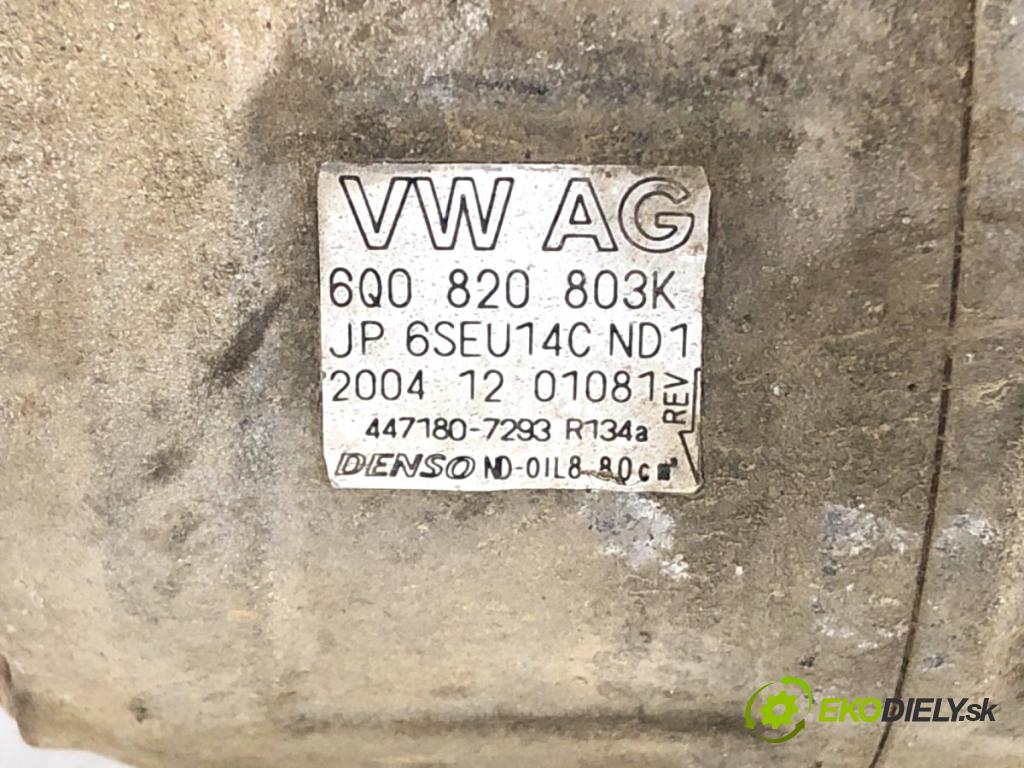 VW AG
6Q0 820 803K
JP 6SEU14C ND1
2004 12 01081
REV
447180-7293 R134a
DENSO ND-OIL8 80cm³
EKODIELY.sk